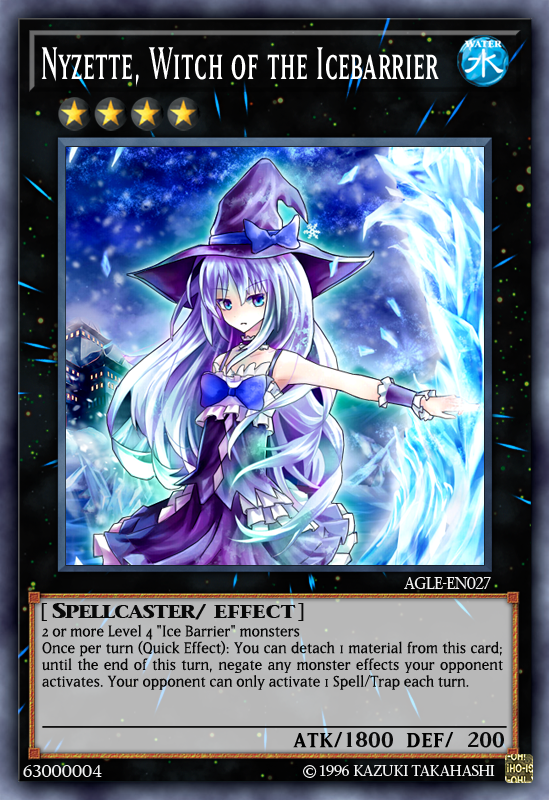 Nyzette, Witch of the Icebarrier
WATER
水
AGLE-EN027
[ Spellcaster/ effect ]
2 or more Level 4 "Ice Barrier" monsters
Once per turn (Quick Effect): You can detach 1 material from this card;
until the end of this turn, negate any monster effects your opponent
activates. Your opponent can only activate 1 Spell/Trap each turn.
ATK/1800 DEF/ 200
63000004
© 1996 KAZUKI TAKAHASHI